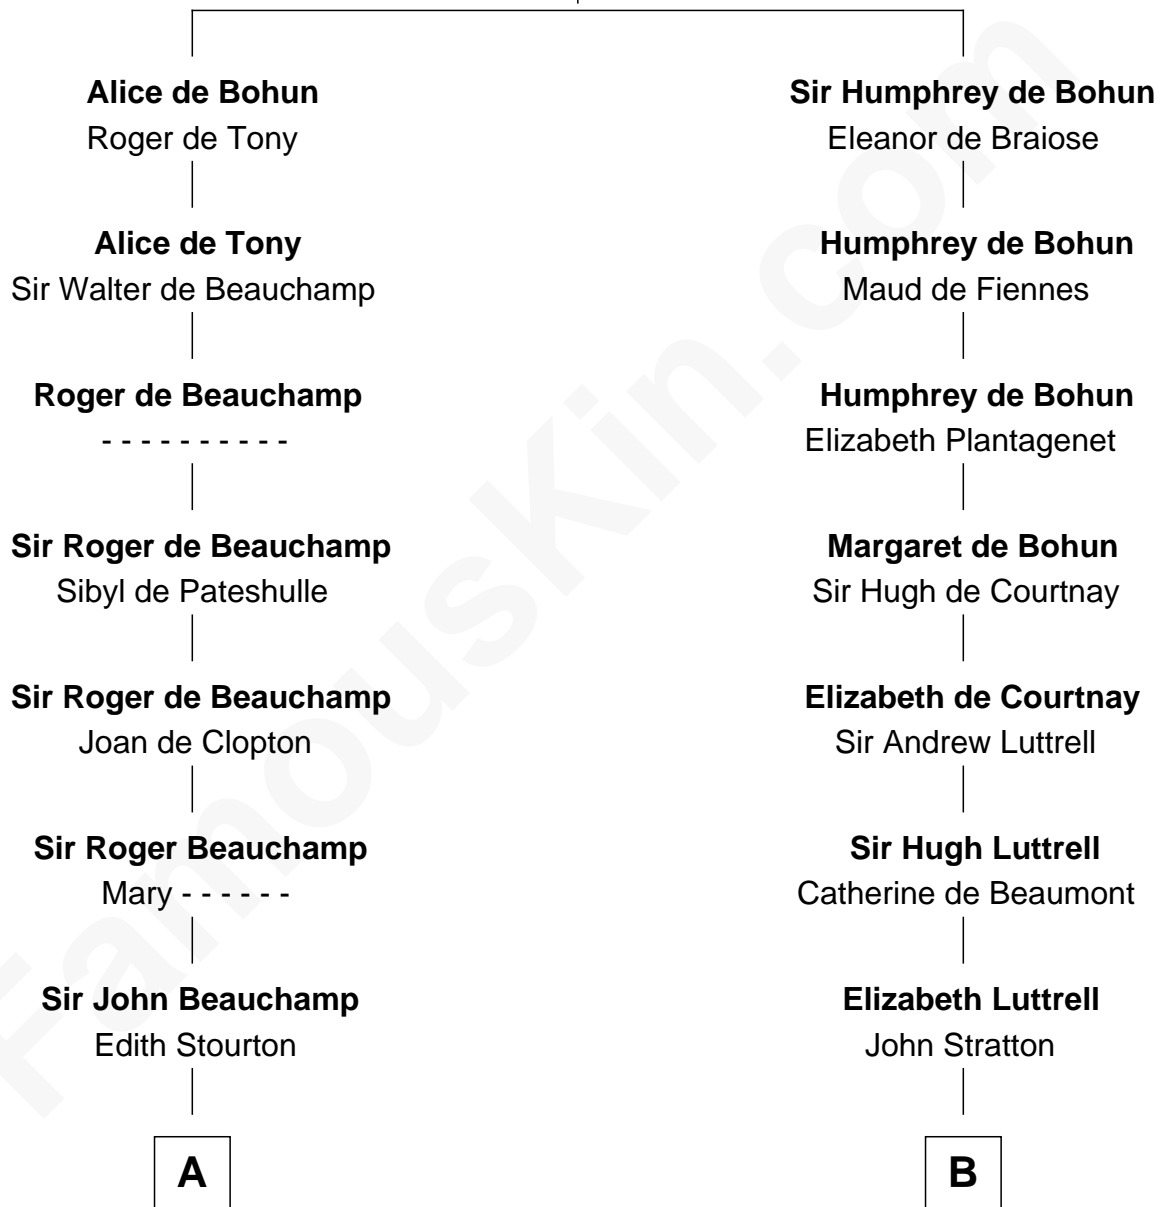 Alice de Bohun
Roger de Tony
Sir Humphrey de Bohun
Eleanor de Braiose
Alice de Tony
Sir Walter de Beauchamp
Humphrey de Bohun
Maud de Fiennes
Roger de Beauchamp
- - - - - - - - - -
Humphrey de Bohun
Elizabeth Plantagenet
Sir Roger de Beauchamp
Sibyl de Pateshulle
Margaret de Bohun
Sir Hugh de Courtnay
Sir Roger de Beauchamp
Joan de Clopton
Elizabeth de Courtnay
Sir Andrew Luttrell
Sir Roger Beauchamp
Mary - - - - - -
Sir Hugh Luttrell
Catherine de Beaumont
Sir John Beauchamp
Edith Stourton
Elizabeth Luttrell
John Stratton
A
B
FamousKin.com